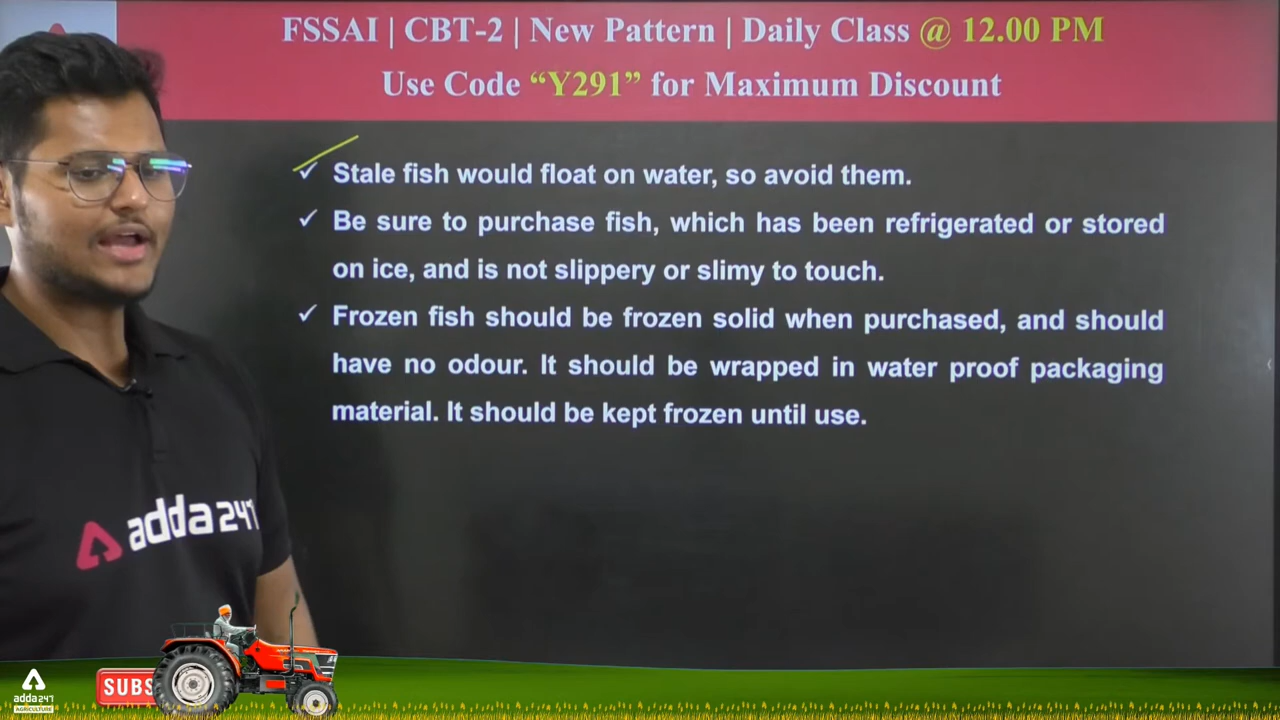 FSSAI | CBT-2 | New Pattern | Daily Class @ 12.00 PM
Use Code “Y291” for Maximum Discount
✓ Stale fish would float on water, so avoid them.
✓ Be sure to purchase fish, which has been refrigerated or stored
on ice, and is not slippery or slimy to touch.
✓ Frozen fish should be frozen solid when purchased, and should
have no odour. It should be wrapped in water proof packaging
material. It should be kept frozen until use.
adda247
SUBS
adda247
AGRICULTURE